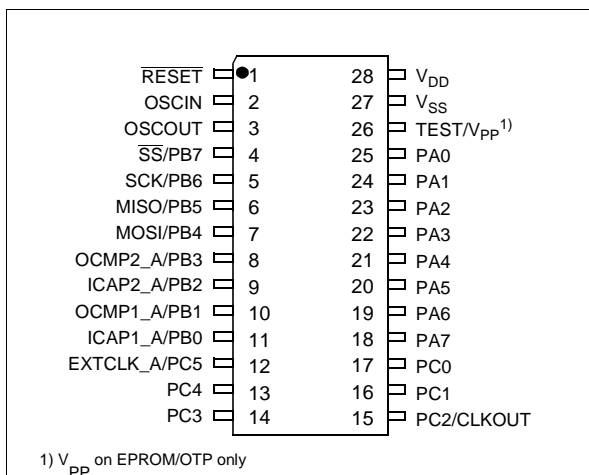 RESET 1 28 VDD
OSCIN 2 27 VSS
OSCOUT 3 26 TEST/VPP1)
SS/PB7 4 25 PA0
SCK/PB6 5 24 PA1
MISO/PB5 6 23 PA2
MOSI/PB4 7 22 PA3
OCMP2_A/PB3 8 21 PA4
ICAP2_A/PB2 9 20 PA5
OCMP1_A/PB1 10 19 PA6
ICAP1_A/PB0 11 18 PA7
EXTCLK_A/PC5 12 17 PC0
PC4 13 16 PC1
PC3 14 15 PC2/CLKOUT
1) VPP on EPROM/OTP only